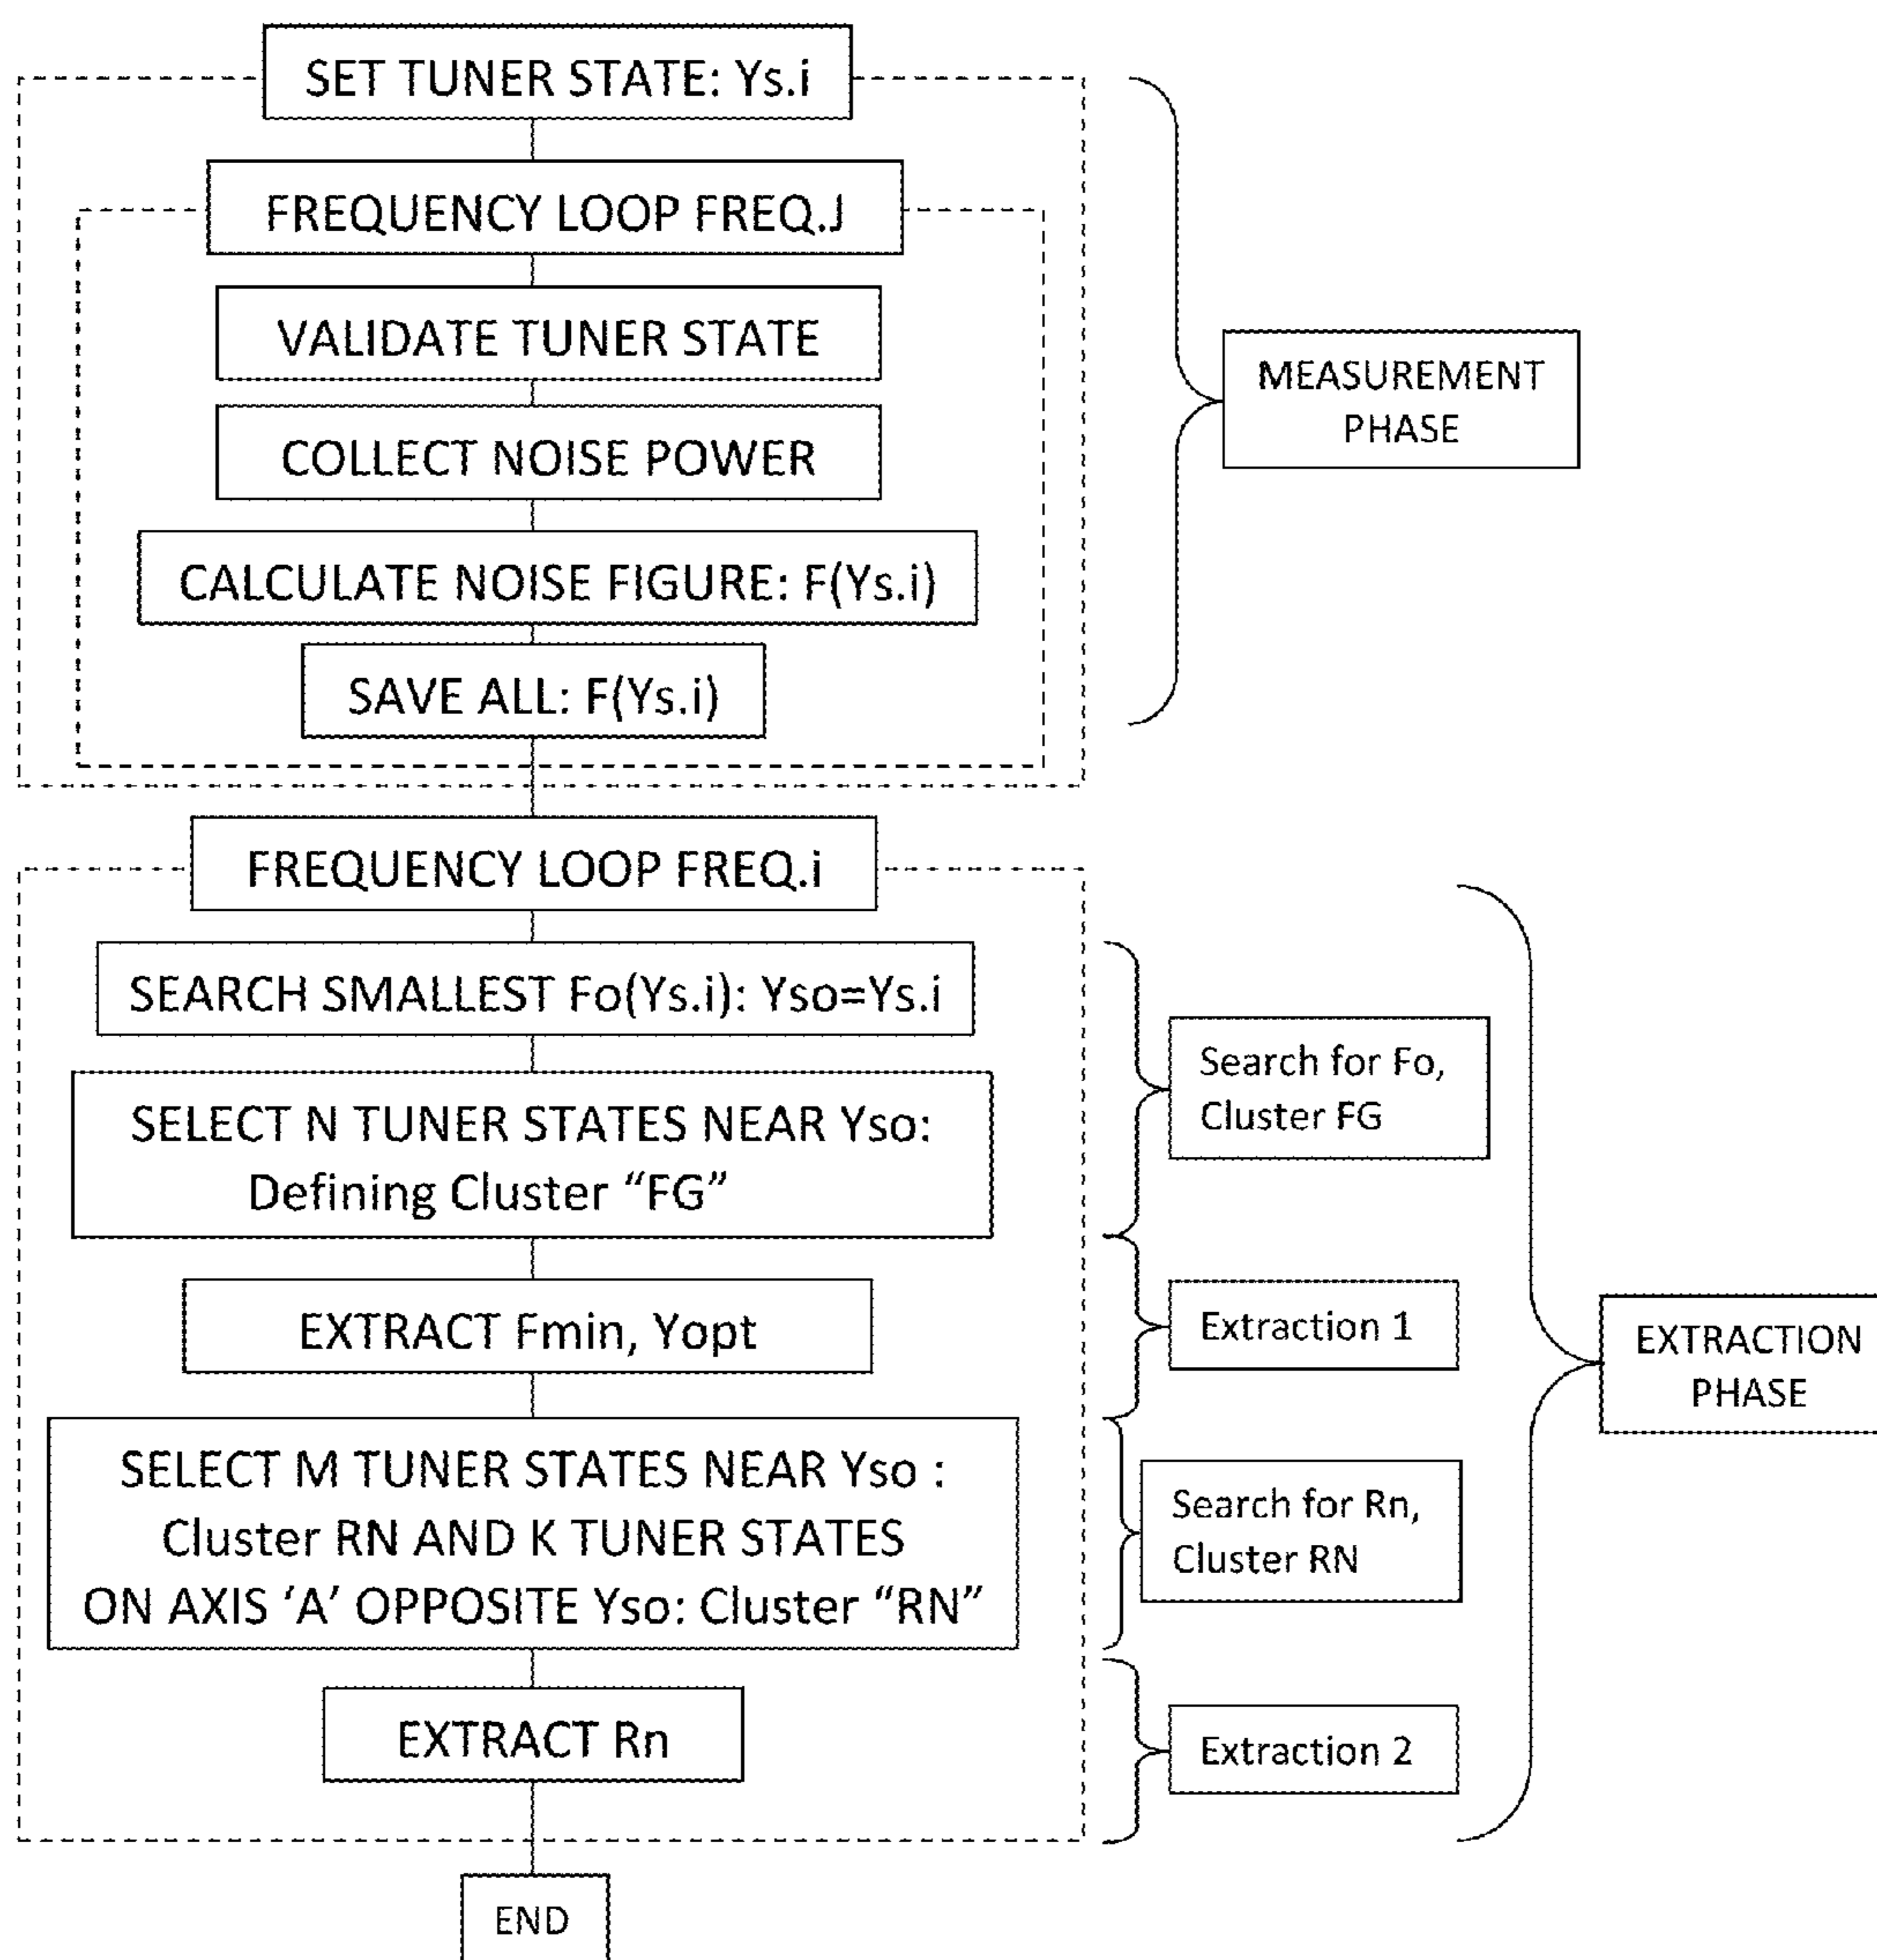 SET TUNER STATE: Ys.i
FREQUENCY LOOP FREQ.J
VALIDATE TUNER STATE
COLLECT NOISE POWER
CALCULATE NOISE FIGURE: F(Ys.i)
SAVE ALL: F(Ys.i)
MEASUREMENT
PHASE
FREQUENCY LOOP FREQ.i
SEARCH SMALLEST Fo(Ys.i): Yso=Ys.i
SELECT N TUNER STATES NEAR Yso:
Defining Cluster “FG”
Search for Fo,
Cluster FG
EXTRACT Fmin, Yopt
Extraction 1
SELECT M TUNER STATES NEAR Yso :
Cluster RN AND K TUNER STATES
ON AXIS ‘A’ OPPOSITE Yso: Cluster “RN”
Search for Rn,
Cluster RN
EXTRACT Rn
Extraction 2
EXTRACTION
PHASE
END